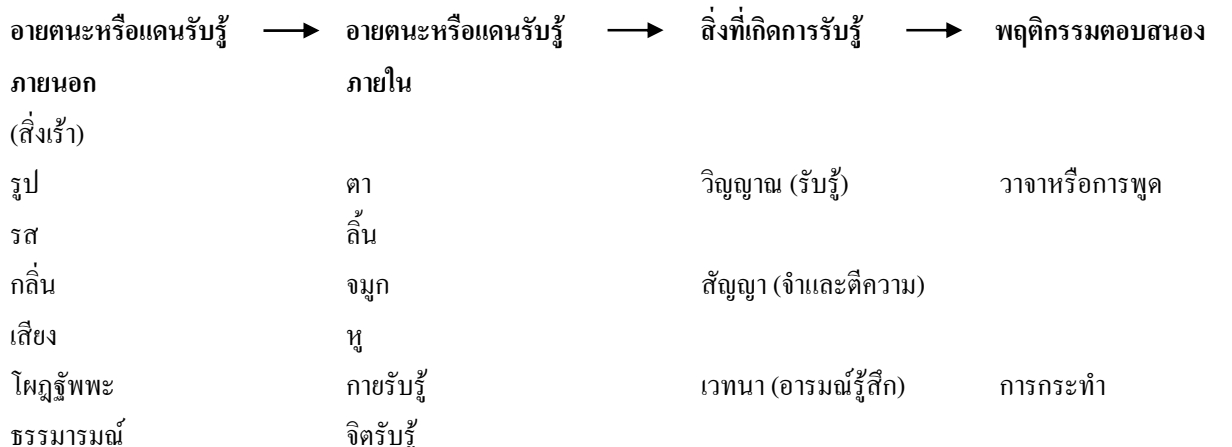 อายตนะหรือแดนรับรู้ อายตนะหรือแดนรับรู้ สิ่งที่เกิดการรับรู้ พฤติกรรมตอบสนอง
ภายนอก ภายใน
(สิ่งเร้า)
รูป ตา วิญญาณ (รับรู้) วาจาหรือการพูด
รส ลิ้น
กลิ่น จมูก สัญญา (จำและตีความ)
เสียง หู
โผฎฐัพพะ กายรับรู้ เวทนา (อารมณ์รู้สึก) การกระทำ
ธรรมารมณ์ จิตรับรู้